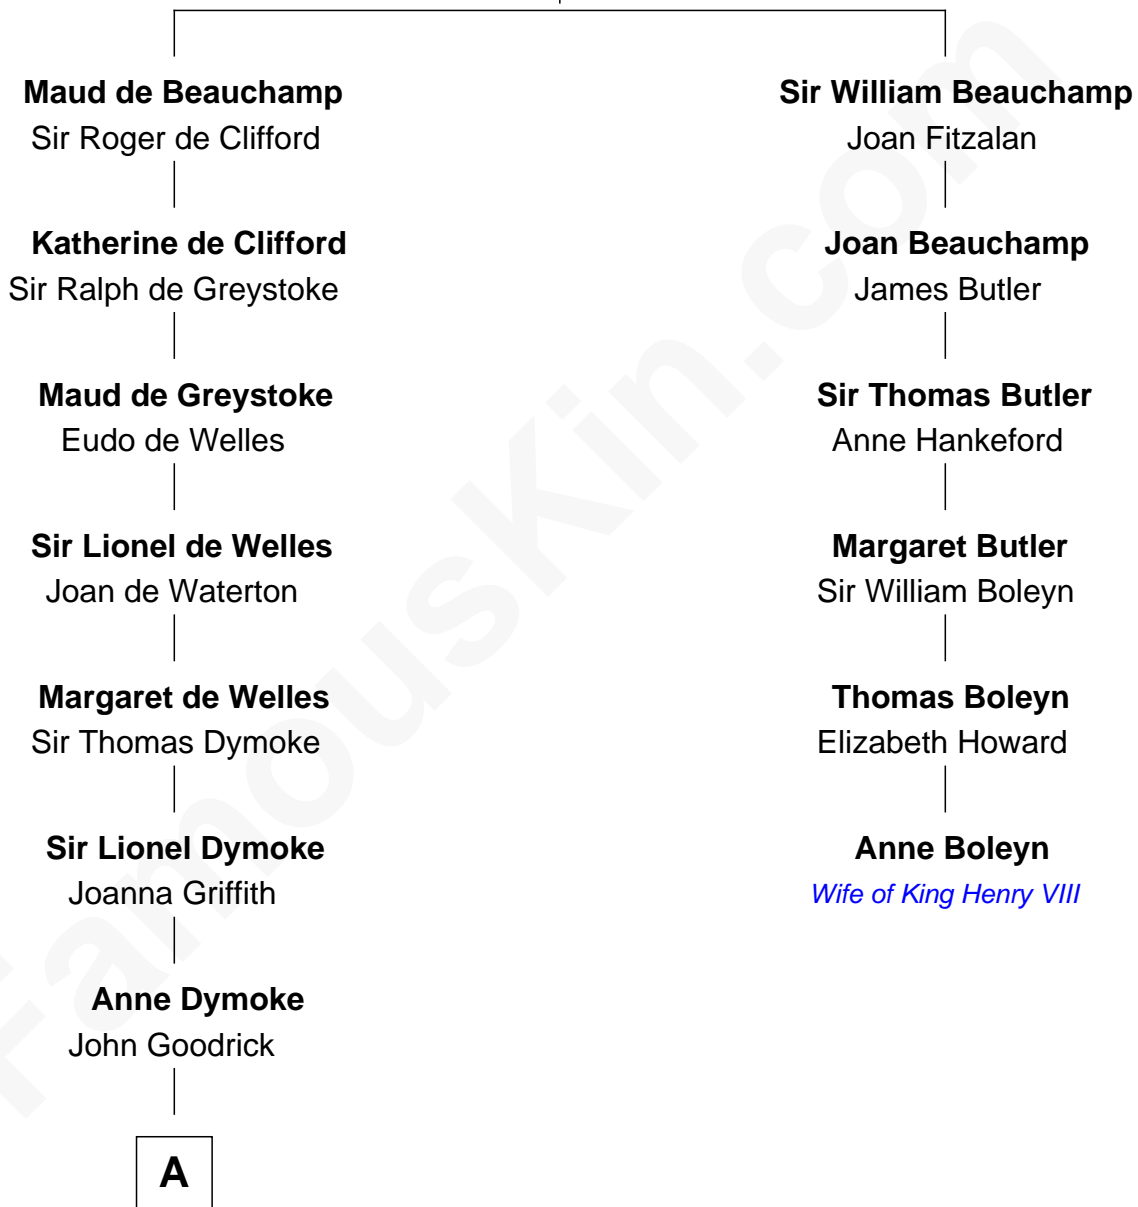 Maud de Beauchamp
Sir Roger de Clifford
Katherine de Clifford
Sir Ralph de Greystoke
Maud de Greystoke
Eudo de Welles
Sir Lionel de Welles
Joan de Waterton
Margaret de Welles
Sir Thomas Dymoke
Sir Lionel Dymoke
Joanna Griffith
Anne Dymoke
John Goodrick
A
Sir William Beauchamp
Joan Fitzalan
Joan Beauchamp
James Butler
Sir Thomas Butler
Anne Hankeford
Margaret Butler
Sir William Boleyn
Thomas Boleyn
Elizabeth Howard
Anne Boleyn
Wife of King Henry VIII
FamousKin.com